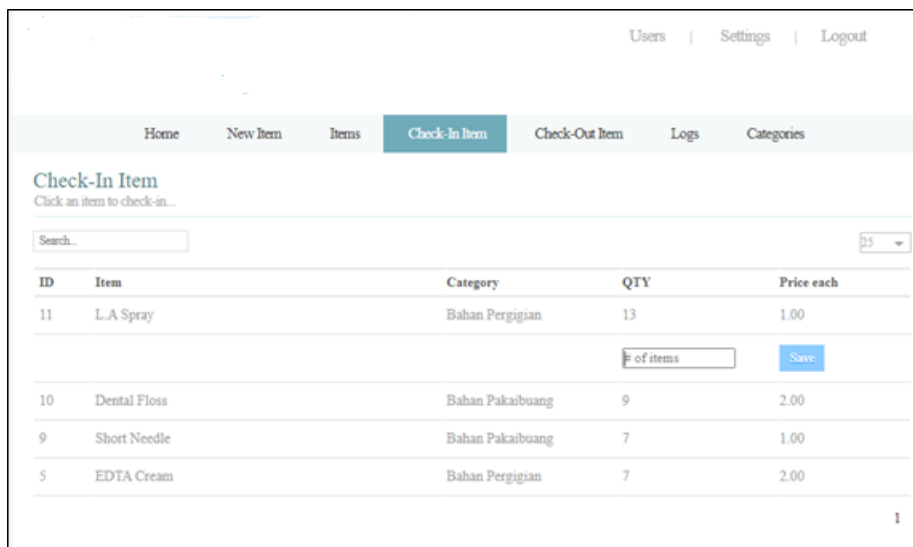 Users | Settings | Logout
Home New Item Items Check-In Item Check-Out Item Logs Categories
Check-In Item
Click an item to check-in...
Search... 25
ID Item Category QTY Price each
11 L.A Spray Bahan Pergigian 13 1.00
# of items Save
10 Dental Floss Bahan Pakaibuang 9 2.00
9 Short Needle Bahan Pakaibuang 7 1.00
5 EDTA Cream Bahan Pergigian 7 2.00
1